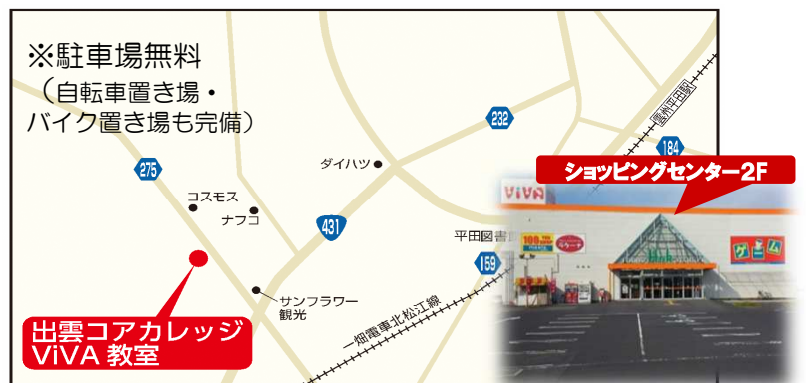 ※駐車場無料
（自転車置き場・
バイク置き場も完備）
232
雲州平田駅
184
275
ダイハツ
コスモス
ナフコ
431
ショッピングセンター2F
ViVA
平田図書
159
ゲーム
サンフラワー
観光
一畑電車北松江線
出雲コアカレッジ
ViVA 教室